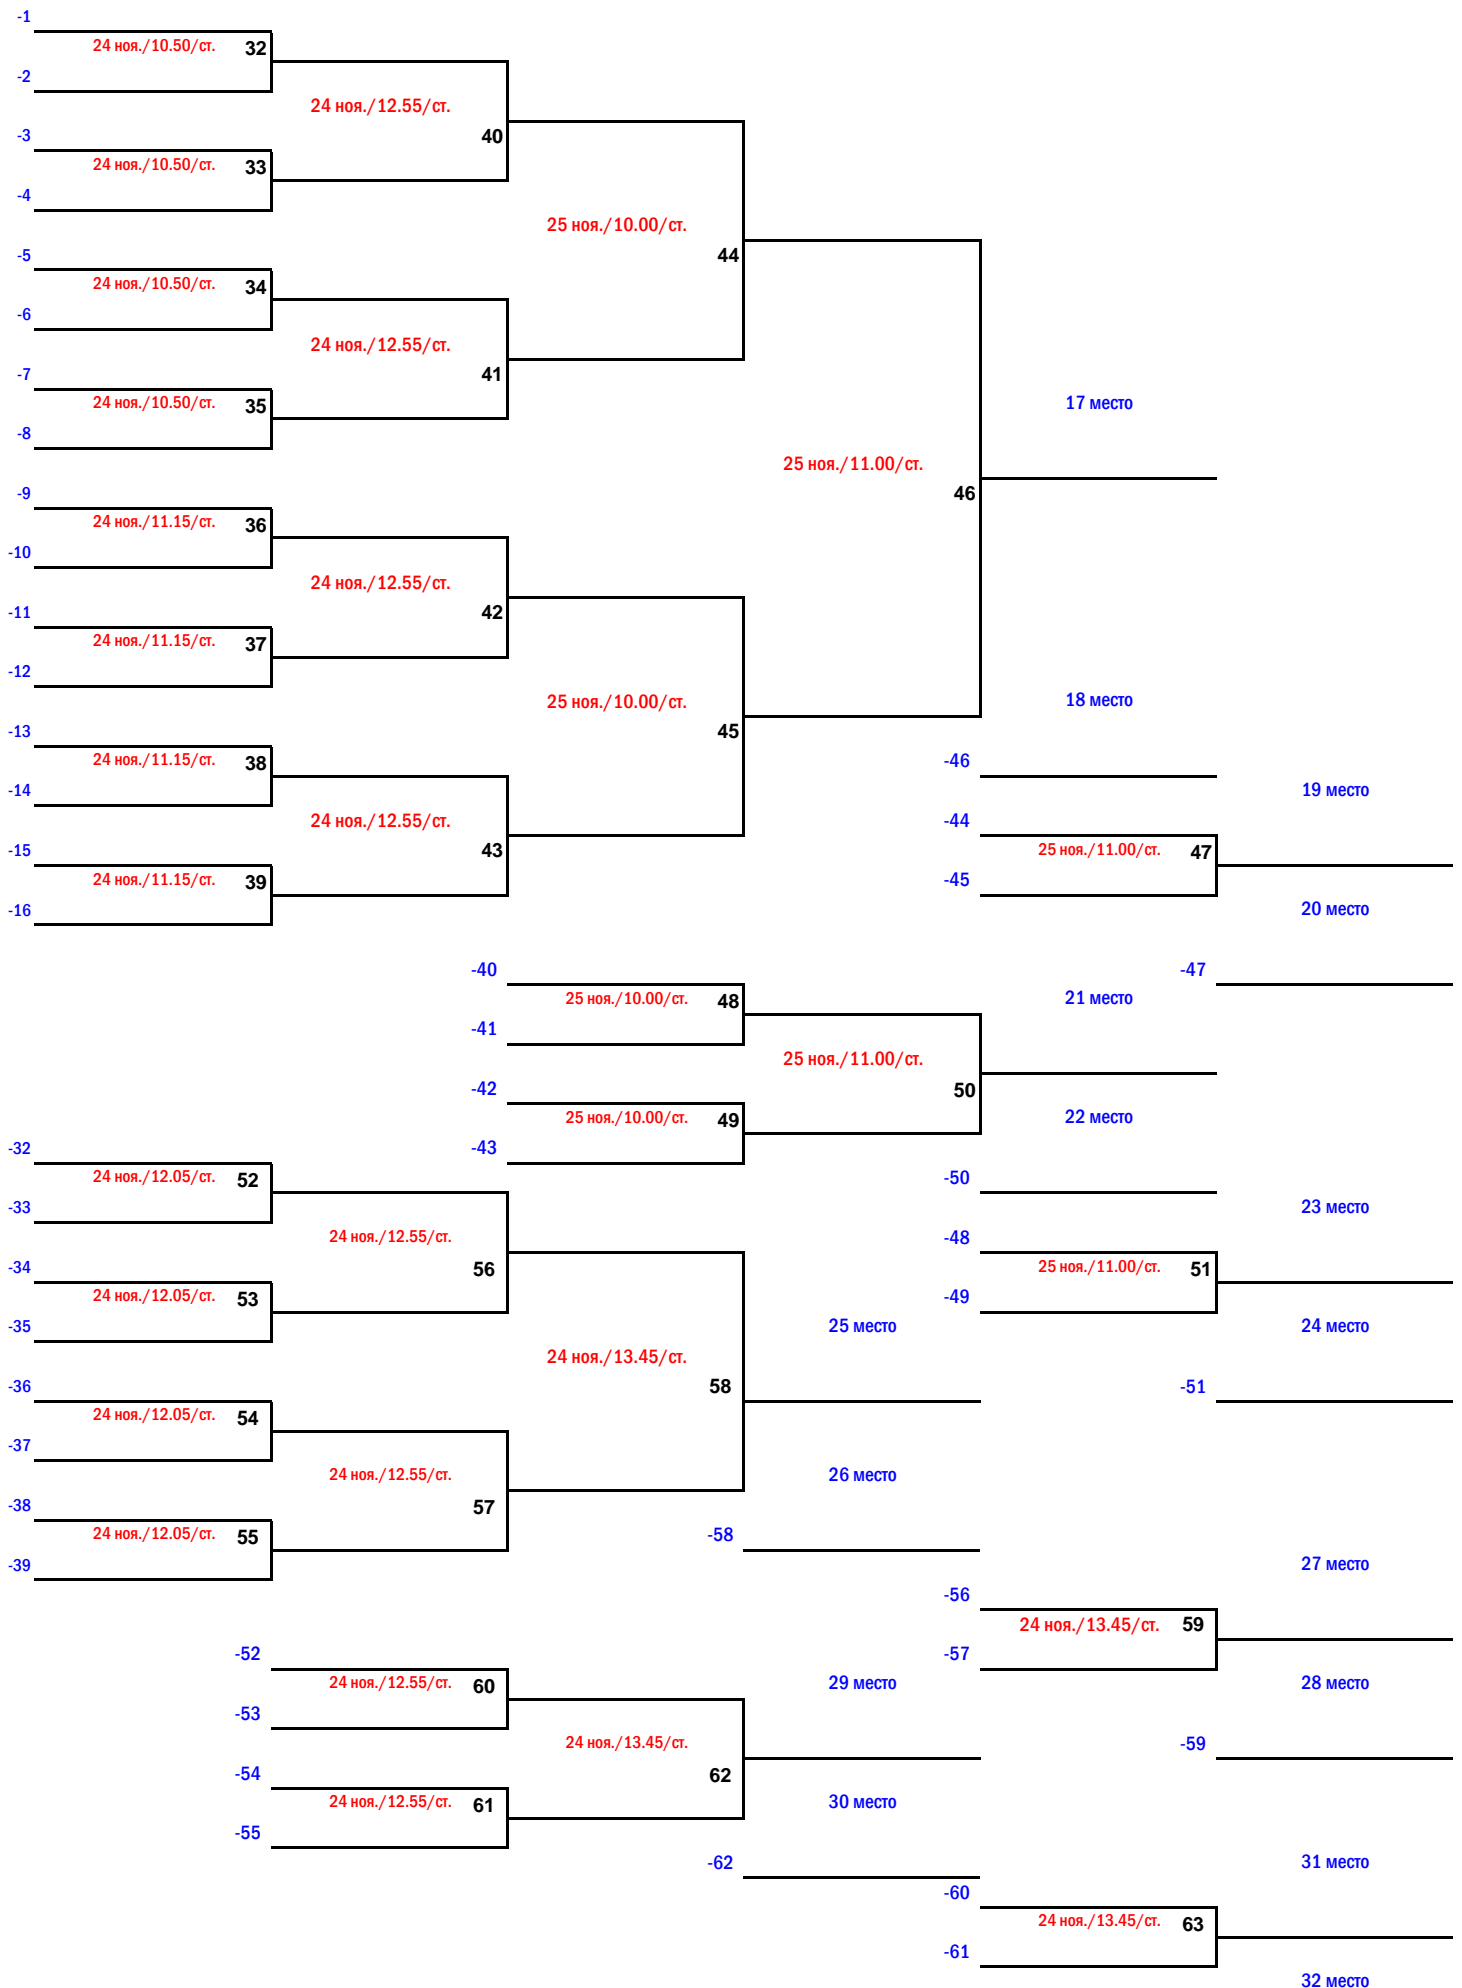 -1
24 ноя./10.50/ст. 32
-2
24 ноя./12.55/ст.
40
-3
24 ноя./10.50/ст. 33
-4
25 ноя./10.00/ст.
44
-5
24 ноя./10.50/ст. 34
-6
24 ноя./12.55/ст.
41
-7
24 ноя./10.50/ст. 35
-8
17 место
25 ноя./11.00/ст.
46
-9
24 ноя./11.15/ст. 36
-10
24 ноя./12.55/ст.
42
-11
24 ноя./11.15/ст. 37
-12
25 ноя./10.00/ст.
45
18 место
-13
24 ноя./11.15/ст. 38
-14
-46
19 место
24 ноя./12.55/ст.
43
-44
25 ноя./11.00/ст. 47
-45
20 место
-15
24 ноя./11.15/ст. 39
-16
-40
25 ноя./10.00/ст. 48
-41
-47
21 место
25 ноя./11.00/ст.
50
-42
25 ноя./10.00/ст. 49
-43
22 место
-32
24 ноя./12.05/ст. 52
-33
-50
23 место
24 ноя./12.55/ст.
56
-48
25 ноя./11.00/ст. 51
-49
-34
24 ноя./12.05/ст. 53
-35
25 место
24 место
24 ноя./13.45/ст.
58
-51
-36
24 ноя./12.05/ст. 54
-37
24 ноя./12.55/ст.
57
26 место
-38
24 ноя./12.05/ст. 55
-39
-58
27 место
-56
24 ноя./13.45/ст. 59
-57
-52
24 ноя./12.55/ст. 60
-53
29 место
28 место
24 ноя./13.45/ст.
62
-59
-54
24 ноя./12.55/ст. 61
-55
30 место
-62
31 место
-60
24 ноя./13.45/ст. 63
-61
32 место